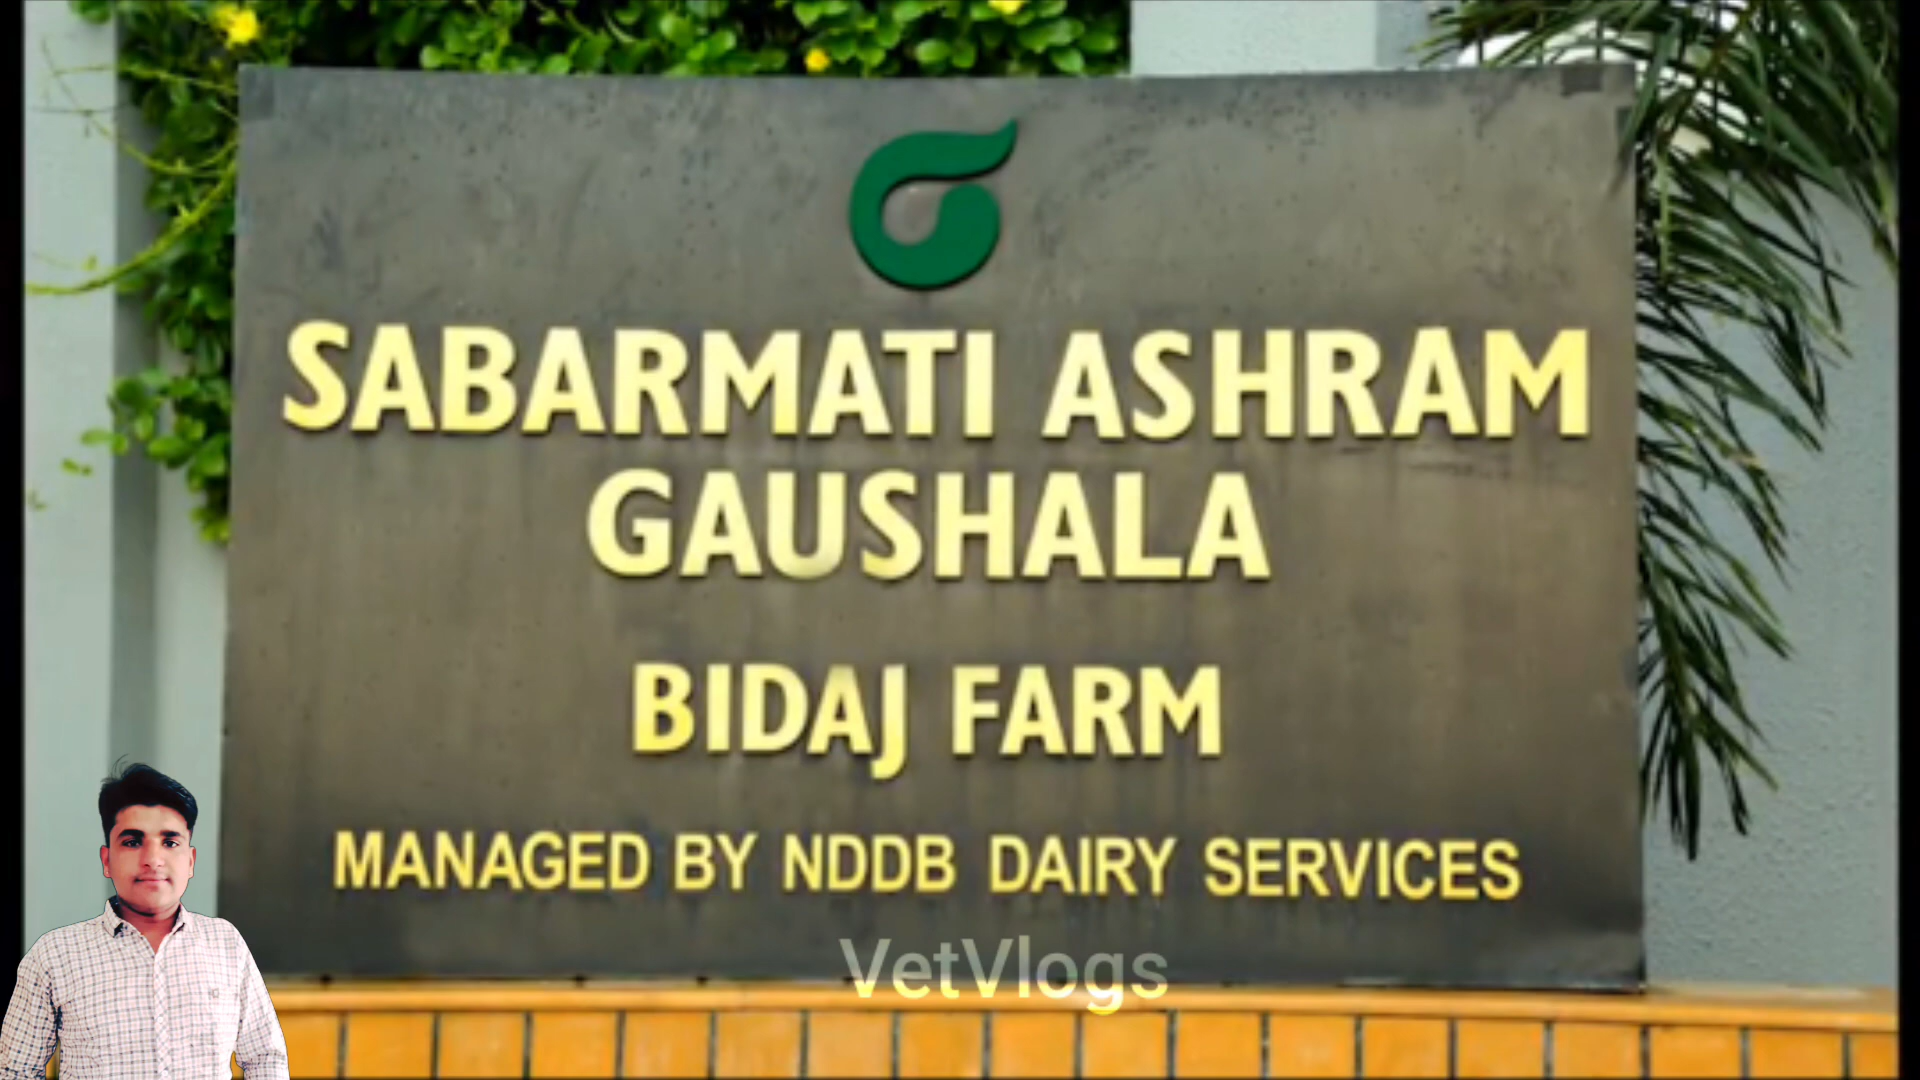 SABARMATI ASHRAM
GAUSHALA
BIDAJ FARM
MANAGED BY NDDB DAIRY SERVICES
VetVlogs